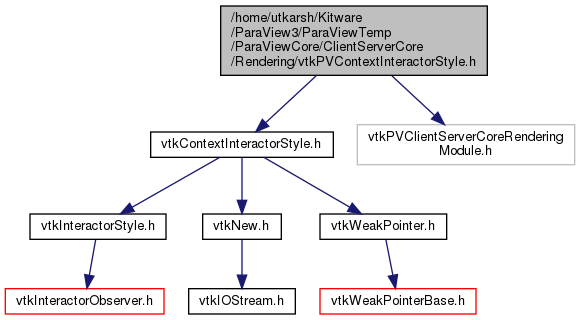 /home/utkarsh/Kitware
/ParaView3/ParaViewTemp
/ParaViewCore/ClientServerCore
/Rendering/vtkPVContextInteractorStyle.h
vtkContextInteractorStyle.h
vtkPVClientServerCoreRendering
Module.h
vtkInteractorStyle.h
vtkNew.h
vtkWeakPointer.h
vtkInteractorObserver.h
vtkIOStream.h
vtkWeakPointerBase.h